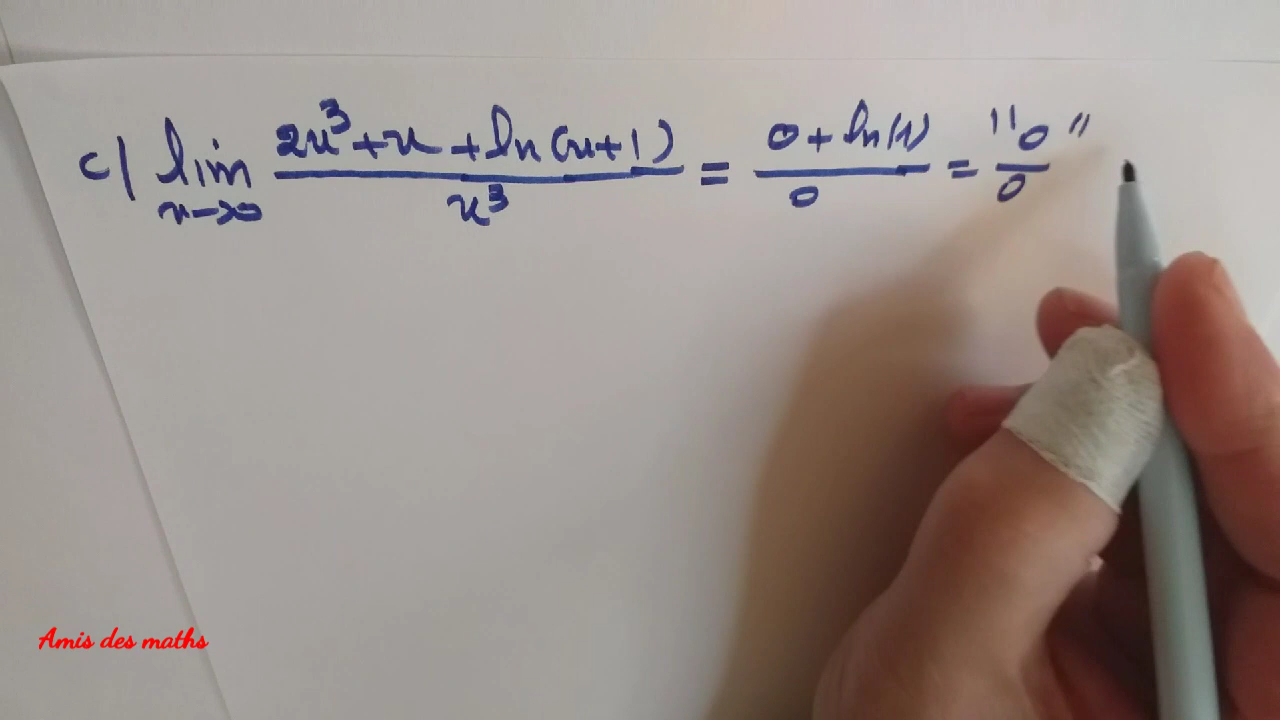 c) lim x→0 (2x³ + x + ln(x+1))/x³ = (0 + ln(1))/0 = "0/0"
Amis des maths